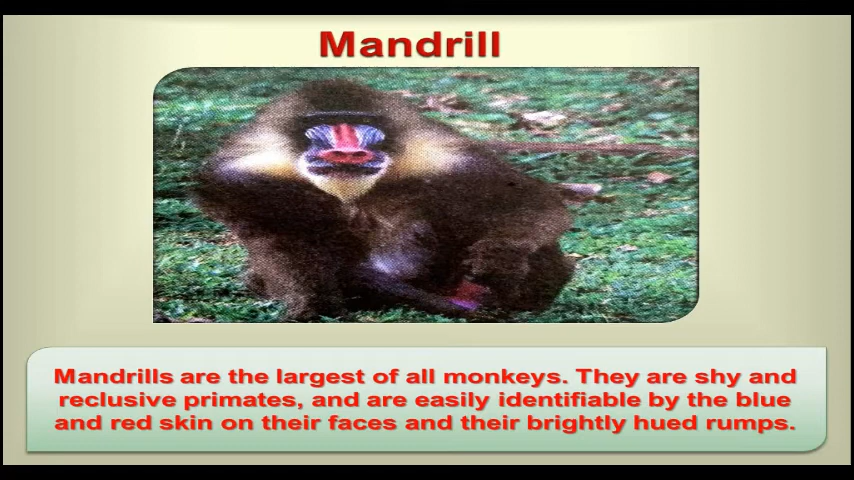 Mandrill
Mandrills are the largest of all monkeys. They are shy and
reclusive primates, and are easily identifiable by the blue
and red skin on their faces and their brightly hued rumps.